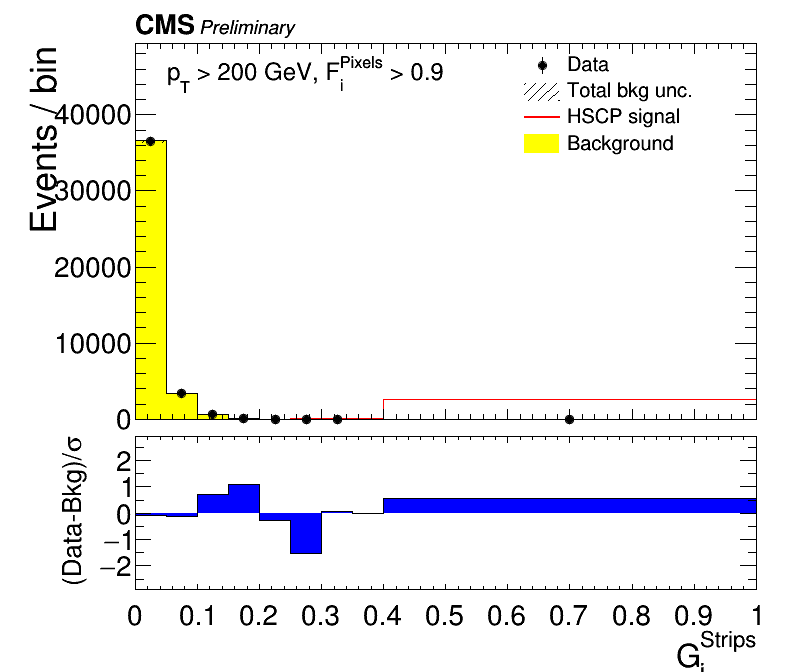 CMS Preliminary
p_T > 200 GeV, F_i^Pixels > 0.9
Data
Total bkg unc.
HSCP signal
Background
Events / bin
40000
30000
20000
10000
0
(Data-Bkg)/σ
2
1
0
−1
−2
0 0.1 0.2 0.3 0.4 0.5 0.6 0.7 0.8 0.9 1
G_i^Strips